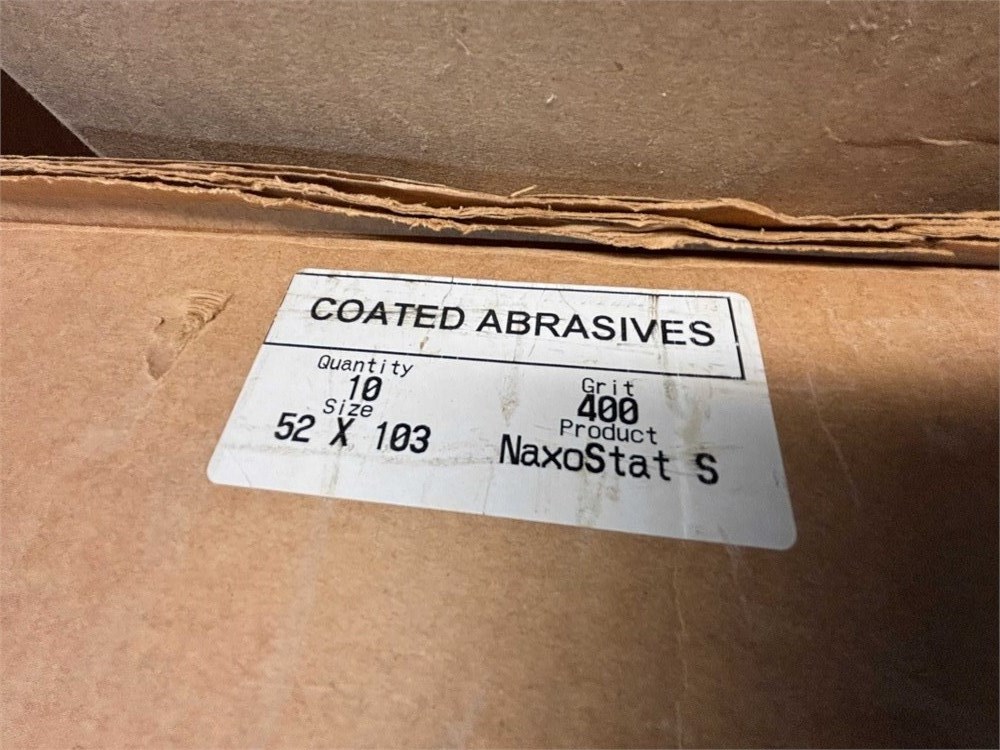 COATED ABRASIVES
Quantity
10
Size
52 X 103
Grit
400
Product
NaxoStat S